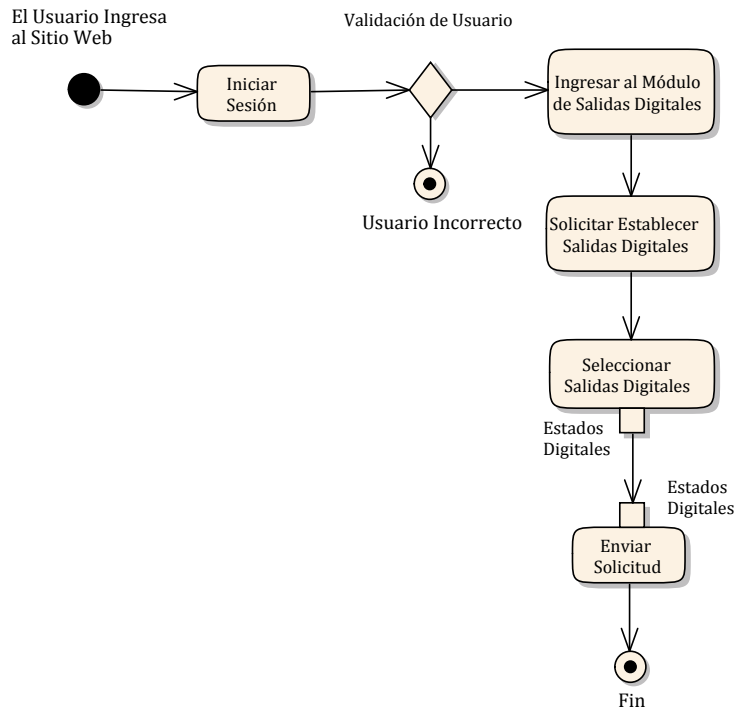 El Usuario Ingresa
al Sitio Web
Validación de Usuario
Iniciar
Sesión
Ingresar al Módulo
de Salidas Digitales
Usuario Incorrecto
Solicitar Establecer
Salidas Digitales
Seleccionar
Salidas Digitales
Estados
Digitales
Estados
Digitales
Enviar
Solicitud
Fin